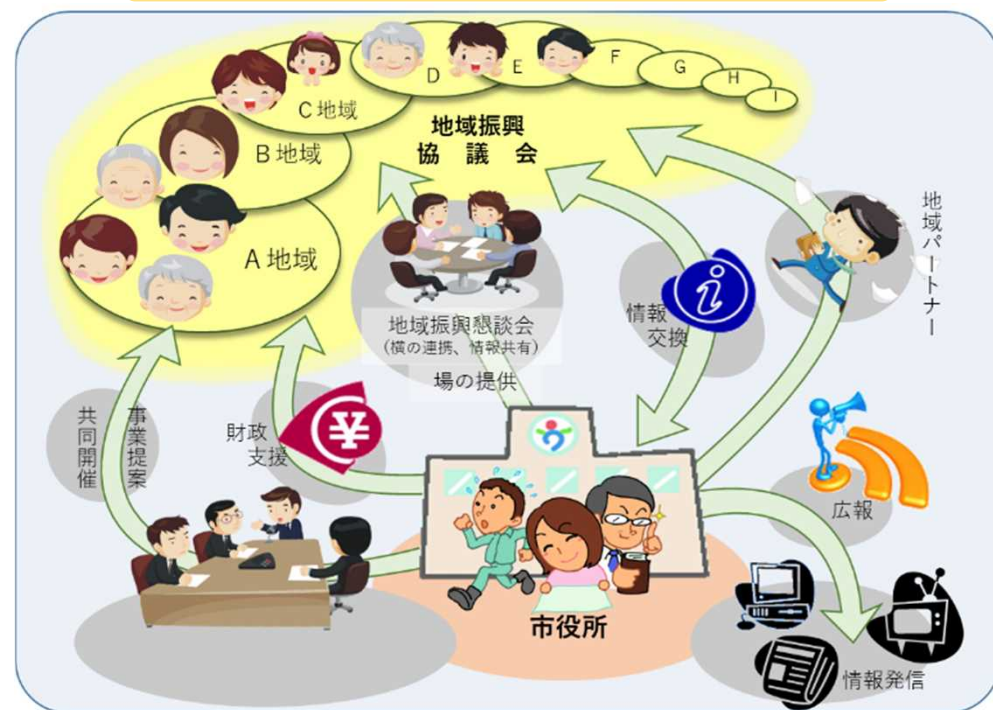 C地域
D
E
F
G
H
I
B地域
A地域
地域振興
協議会
地域振興懇談会
(横の連携、情報共有)
場の提供
情報
交換
地域パートナー
事業提案
共同開催
財政
支援
¥
i
広報
市役所
情報発信